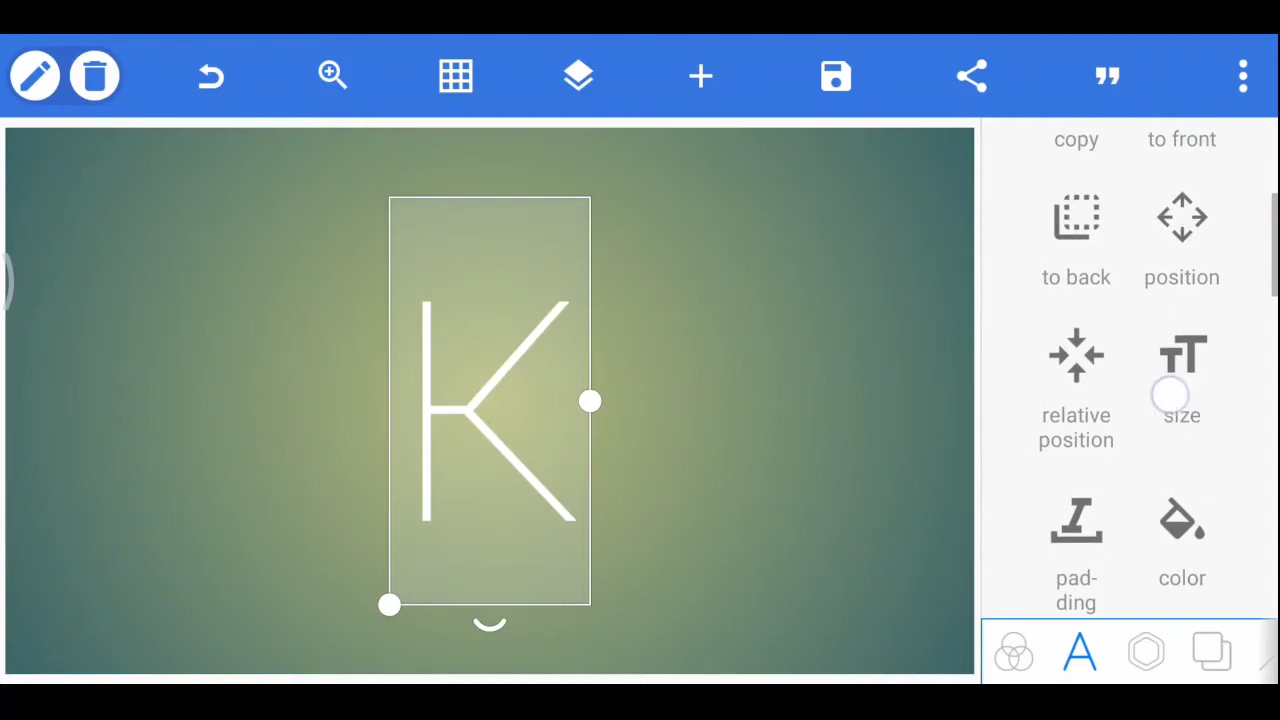 copy to front
K
to back position
relative position size
pad-
ding color